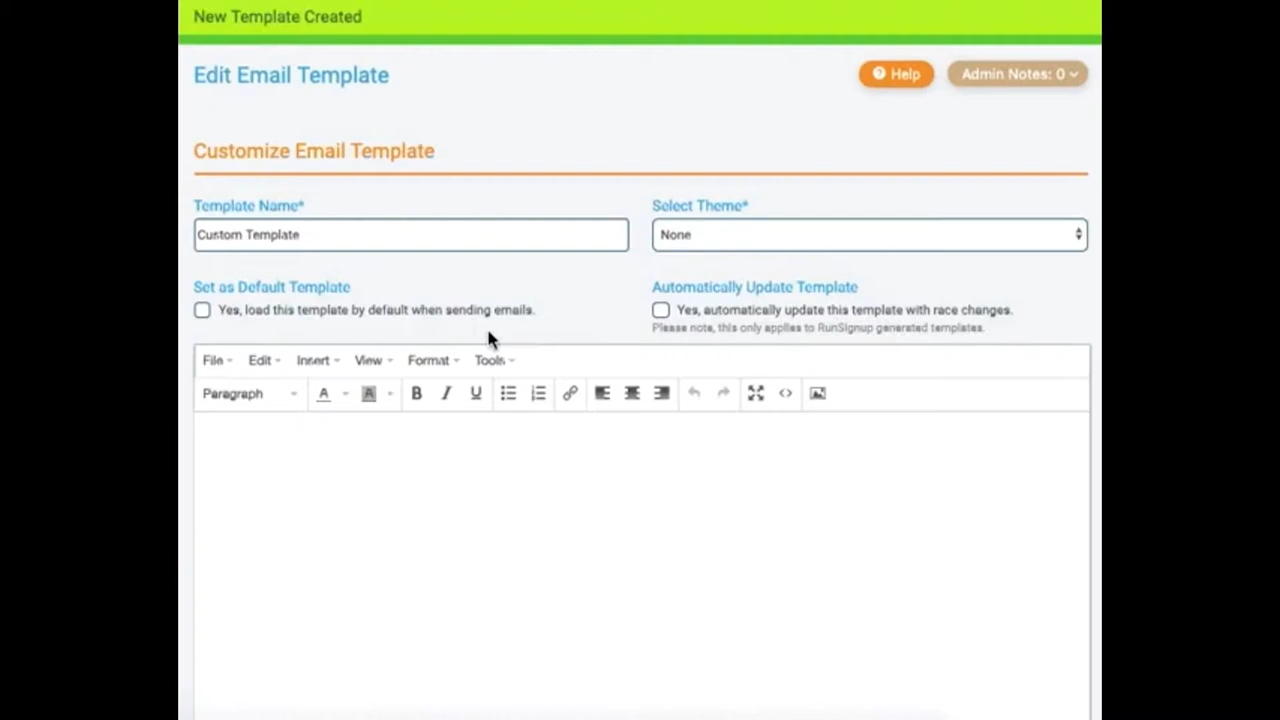 New Template Created
Edit Email Template
Help
Admin Notes: 0
Customize Email Template
Template Name*
Select Theme*
Custom Template
None
Set as Default Template
Automatically Update Template
Yes, load this template by default when sending emails.
Yes, automatically update this template with race changes.
Please note, this only applies to RunSignup generated templates.
File Edit Insert View Format Tools
Paragraph A A B I U